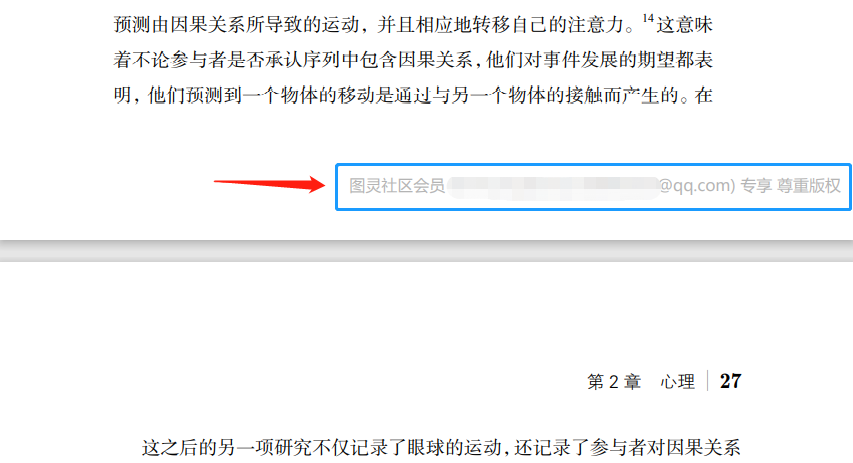 预测由因果关系所导致的运动，并且相应地转移自己的注意力。14这意味
着不论参与者是否承认序列中包含因果关系，他们对事件发展的期望都表
明，他们预测到一个物体的移动是通过与另一个物体的接触而产生的。在
图灵社区会员 @qq.com) 专享 尊重版权
第 2 章 心理 27
这之后的另一项研究不仅记录了眼球的运动，还记录了参与者对因果关系